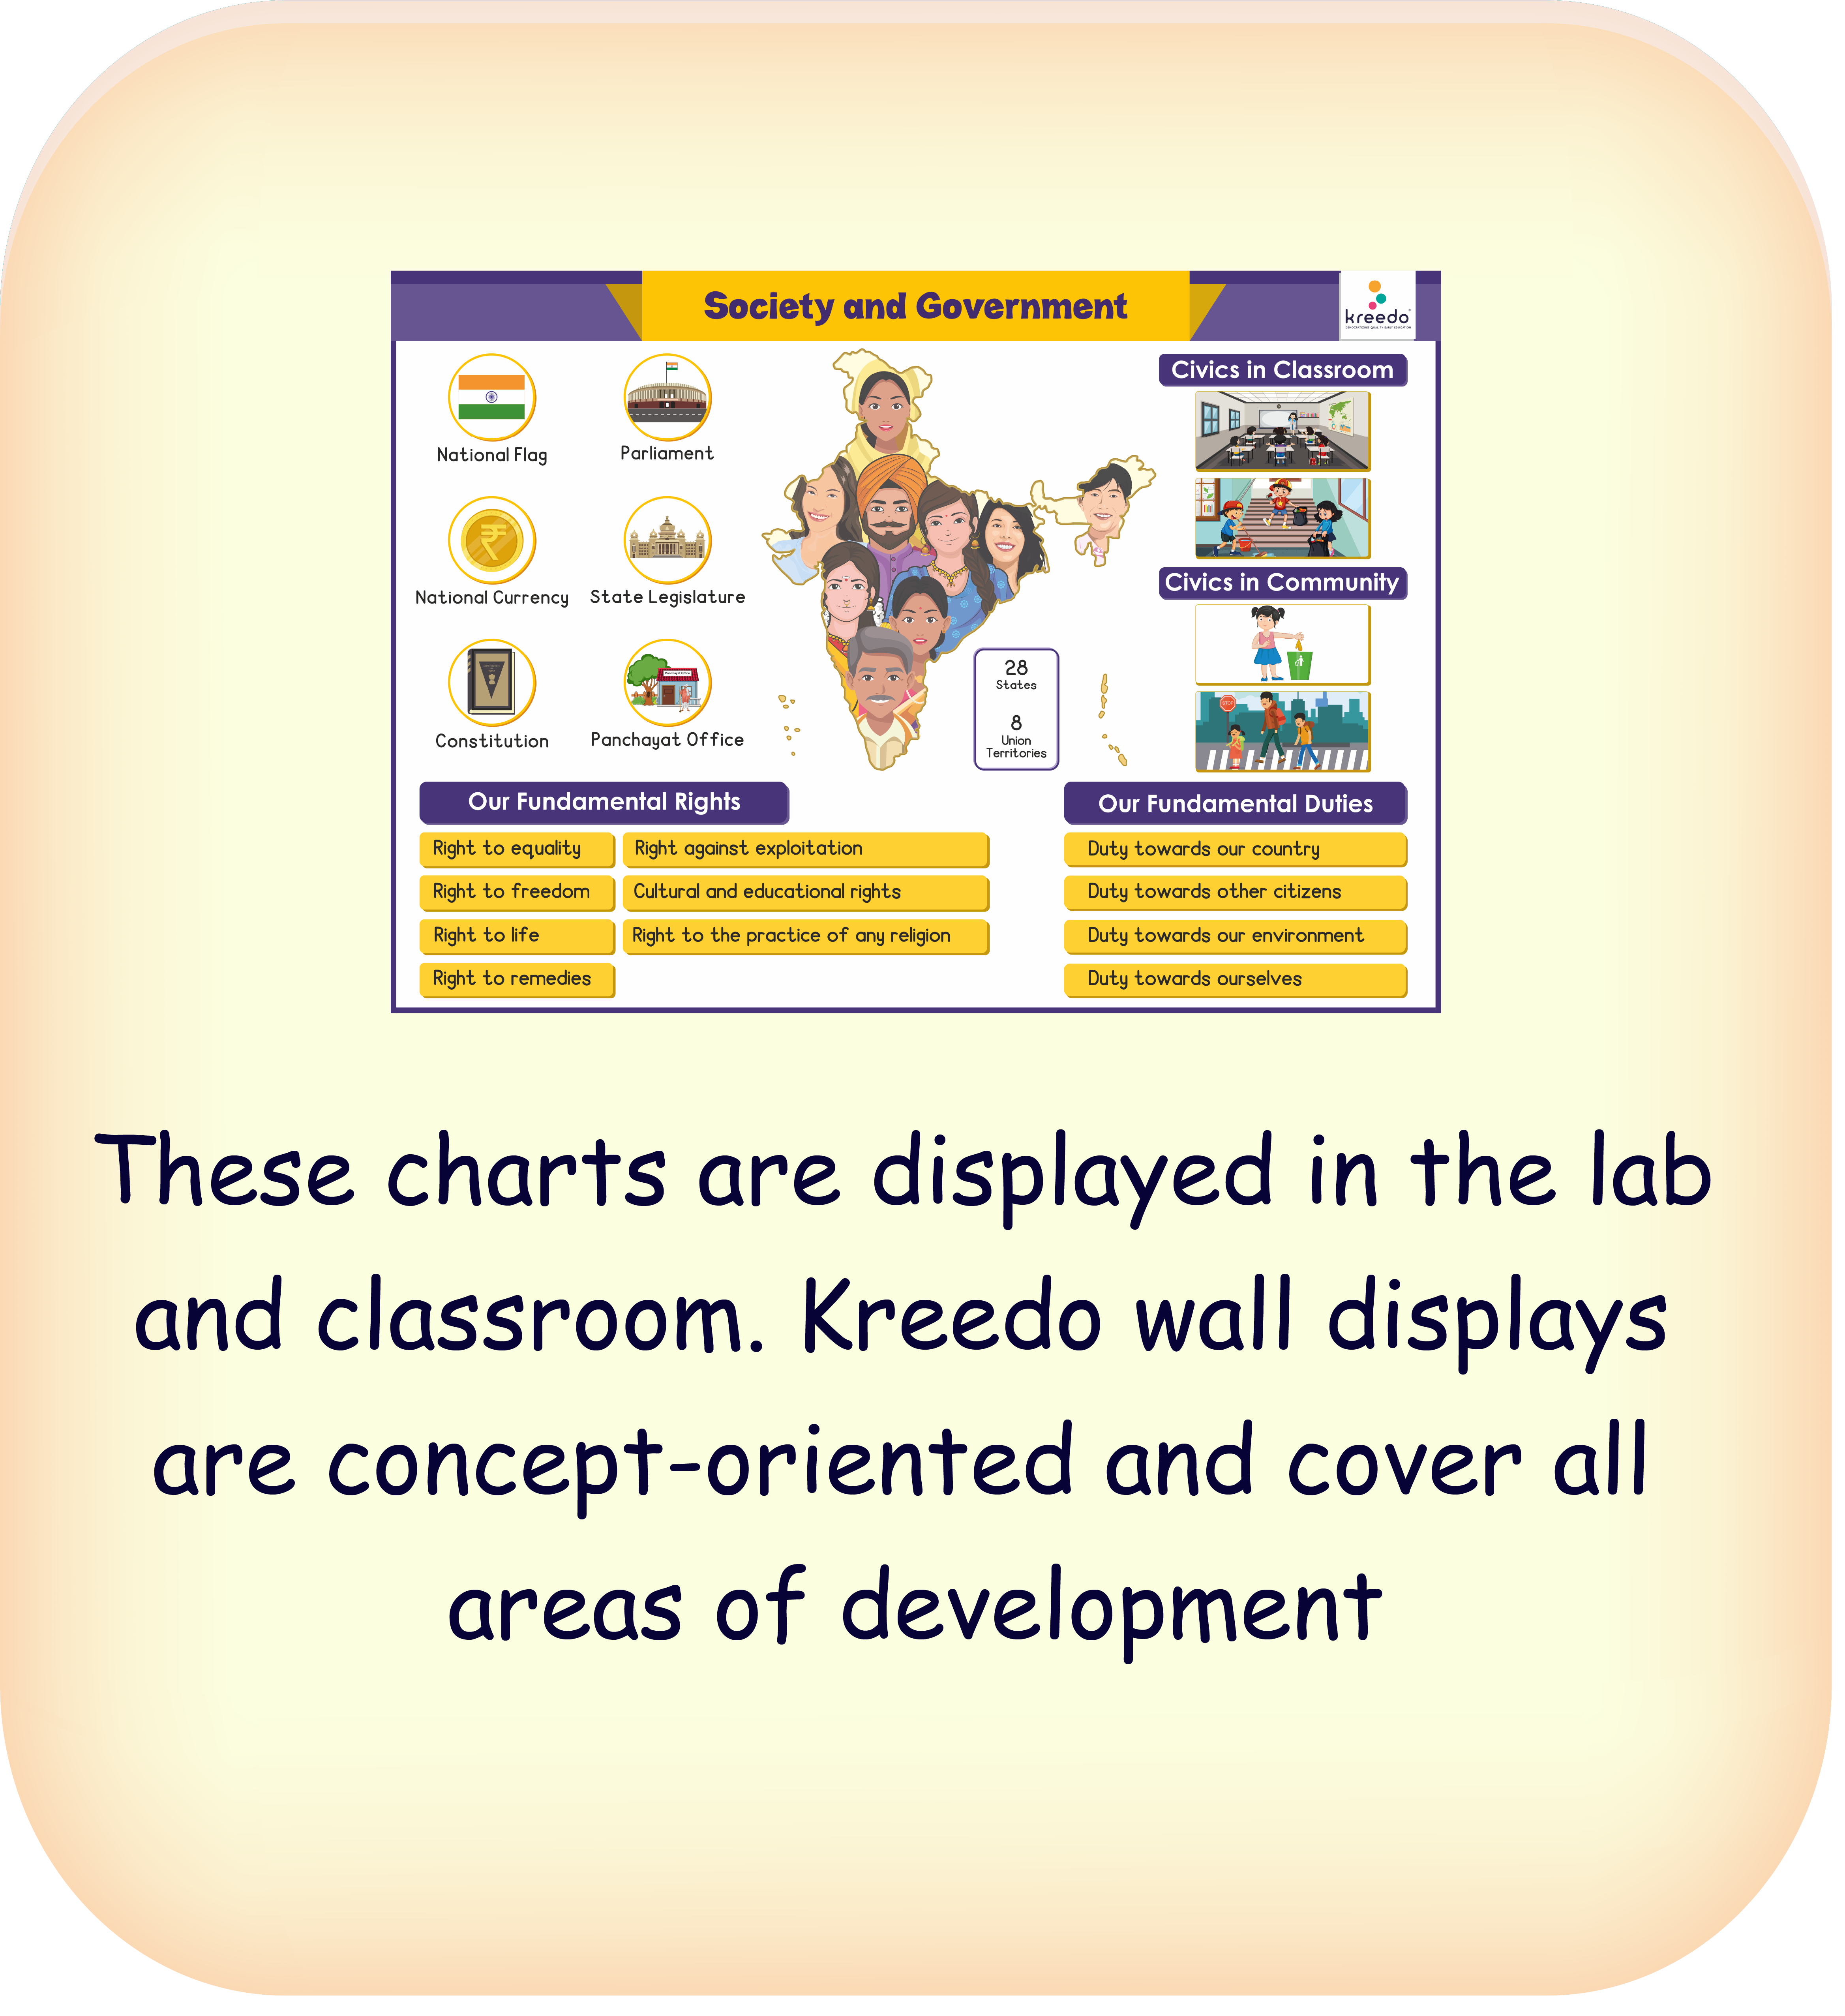 Society and Government
kreedo
National Flag
Parliament
National Currency
State Legislature
Constitution
Panchayat Office
28
States
8
Union
Territories
Civics in Classroom
Civics in Community
STOP
Our Fundamental Rights
Right to equality
Right against exploitation
Right to freedom
Cultural and educational rights
Right to life
Right to the practice of any religion
Right to remedies
Our Fundamental Duties
Duty towards our country
Duty towards other citizens
Duty towards our environment
Duty towards ourselves
These charts are displayed in the lab
and classroom. Kreedo wall displays
are concept-oriented and cover all
areas of development